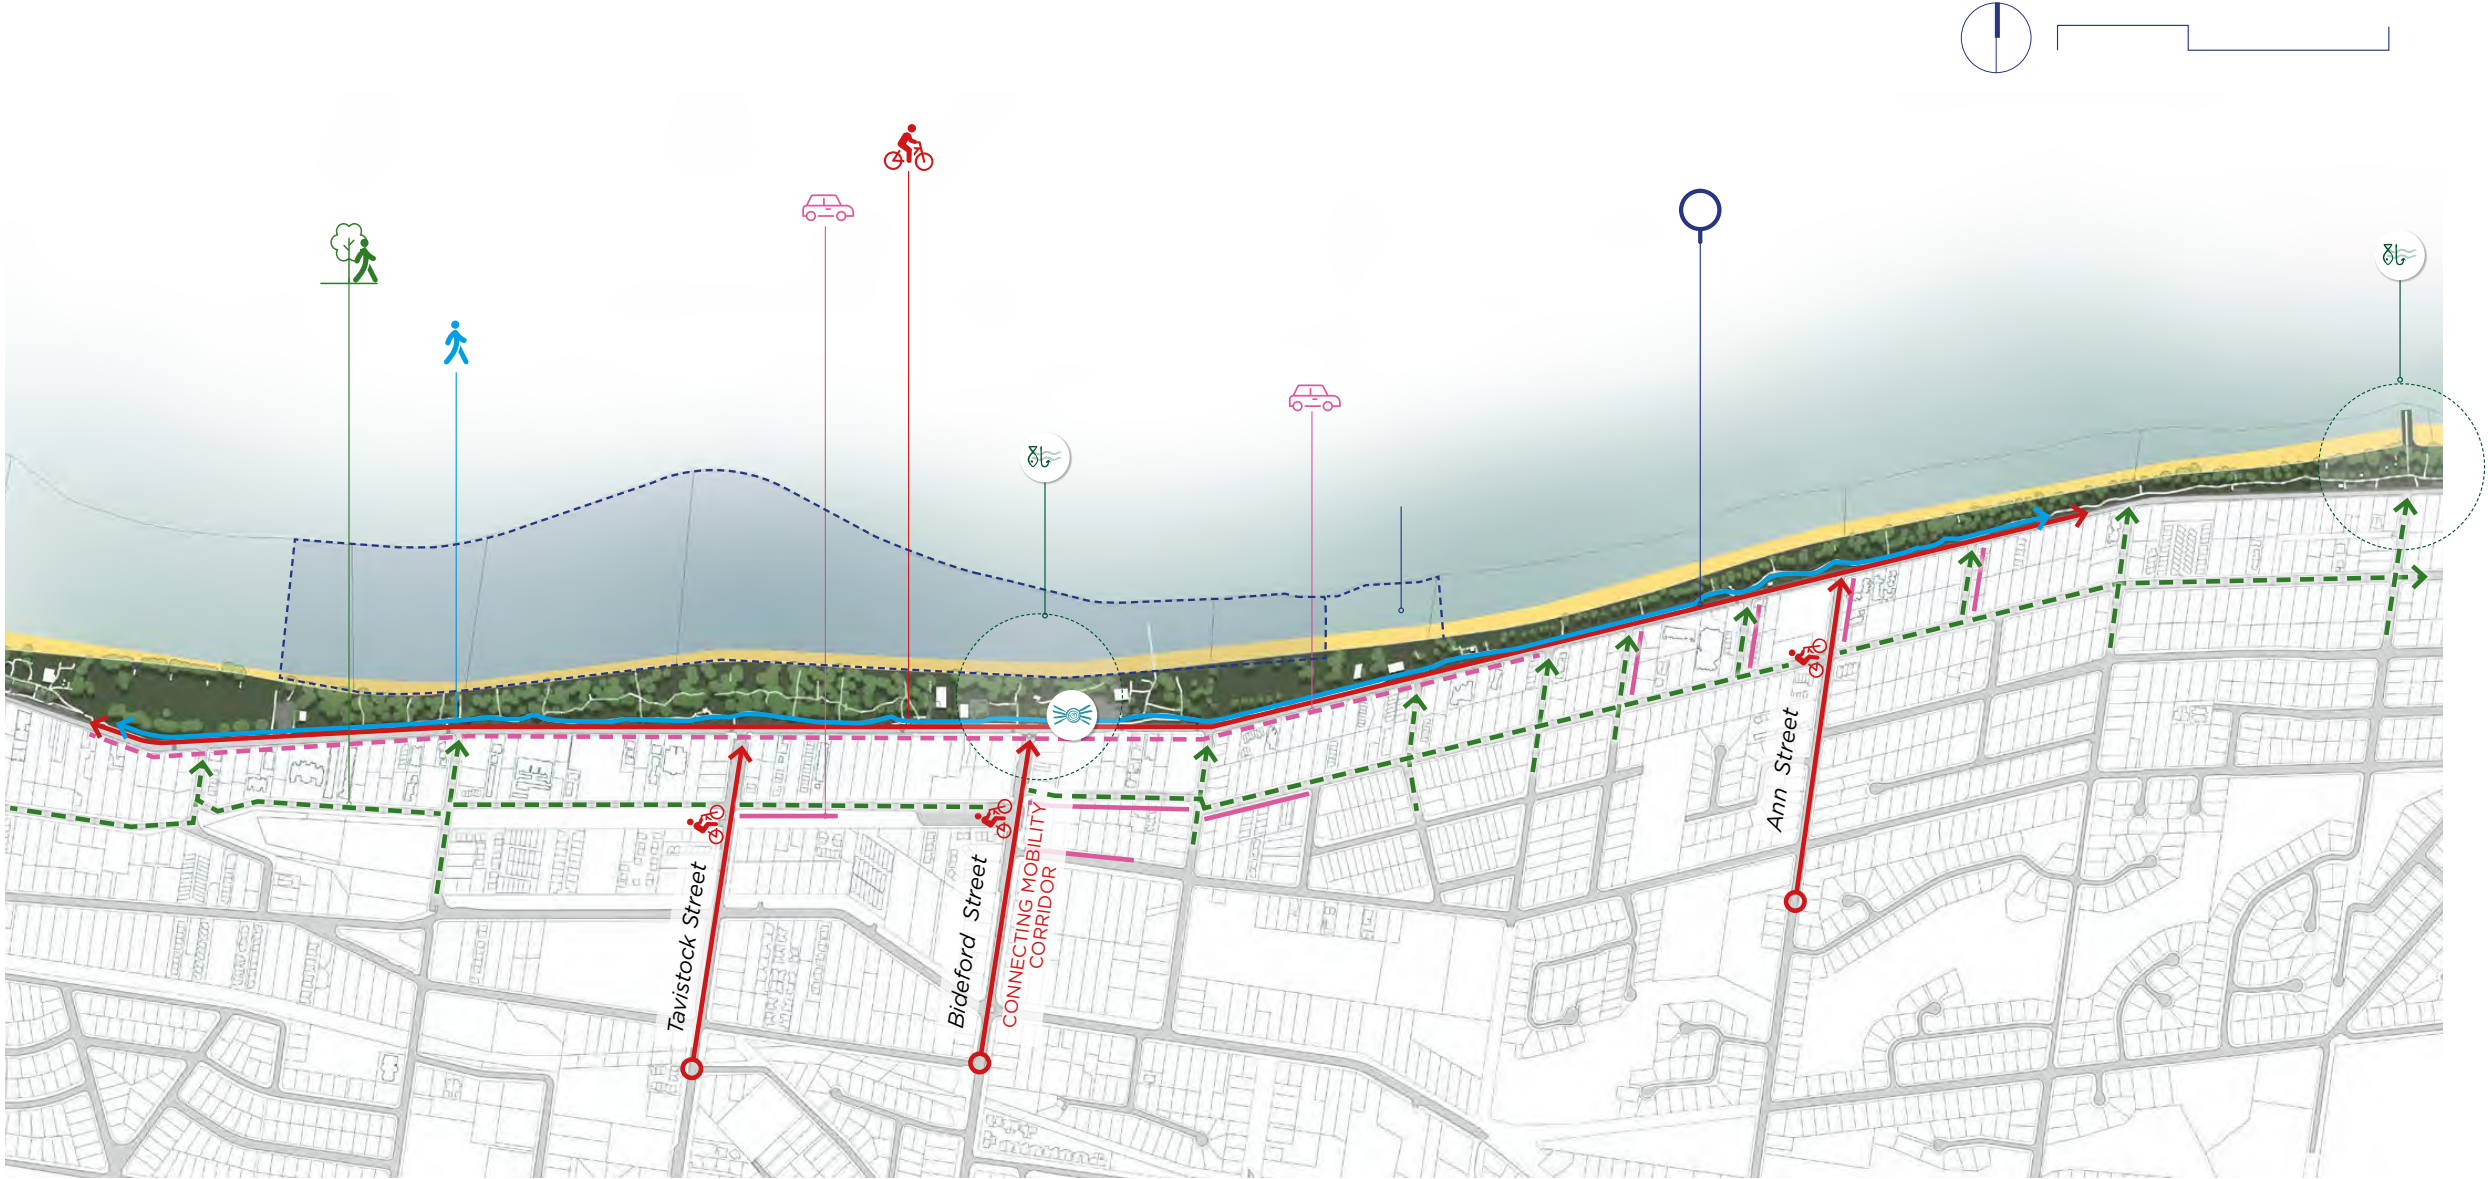 Tavistock Street
Bideford Street
CONNECTING MOBILITY
CORRIDOR
Ann Street